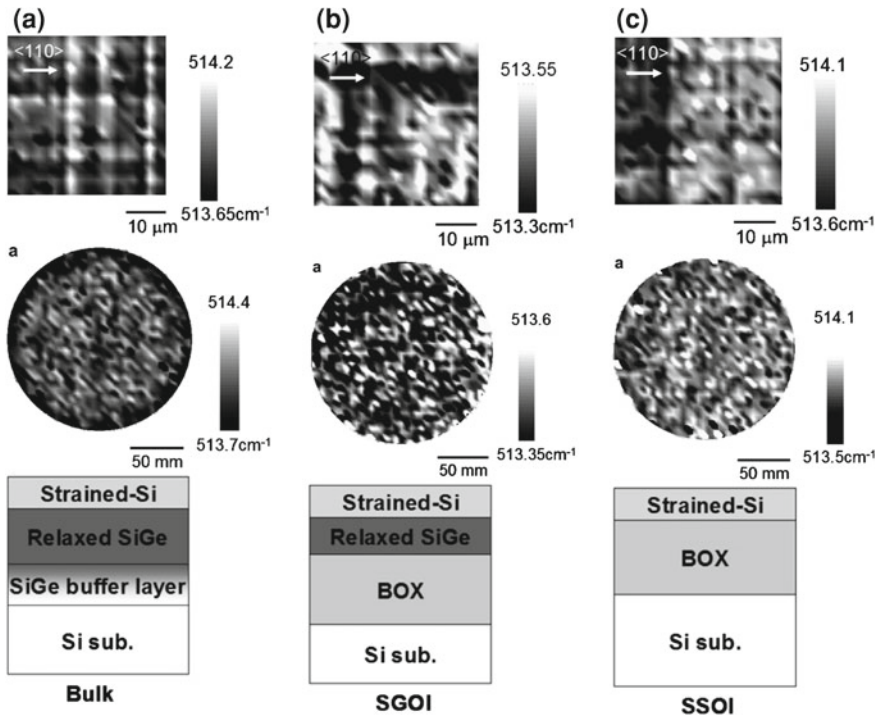 (a)
<110>
514.2
513.65cm⁻¹
10 μm
a
514.4
513.7cm⁻¹
50 mm
Strained-Si
Relaxed SiGe
SiGe buffer layer
Si sub.
Bulk
(b)
<110>
513.55
513.3cm⁻¹
10 μm
a
513.6
513.35cm⁻¹
50 mm
Strained-Si
Relaxed SiGe
BOX
Si sub.
SGOI
(c)
<110>
514.1
513.6cm⁻¹
10 μm
a
514.1
513.5cm⁻¹
50 mm
Strained-Si
BOX
Si sub.
SSOI